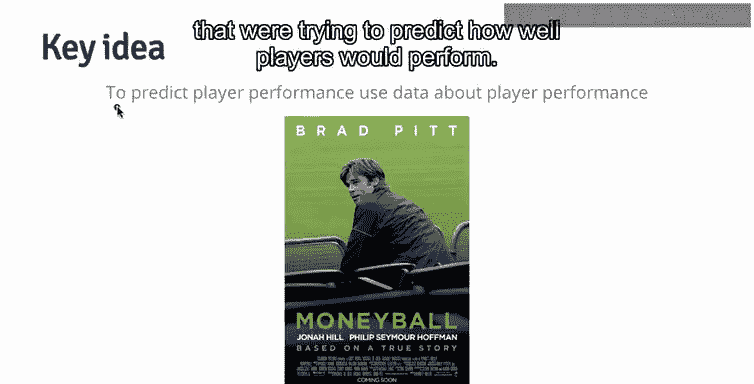 that were trying to predict how well
Key idea
players would perform.
To predict player performance use data about player performance
BRAD PITT
MONEYBALL
JONAH HILL PHILIP SEYMOUR HOFFMAN
BASED ON A TRUE STORY
COMING SOON